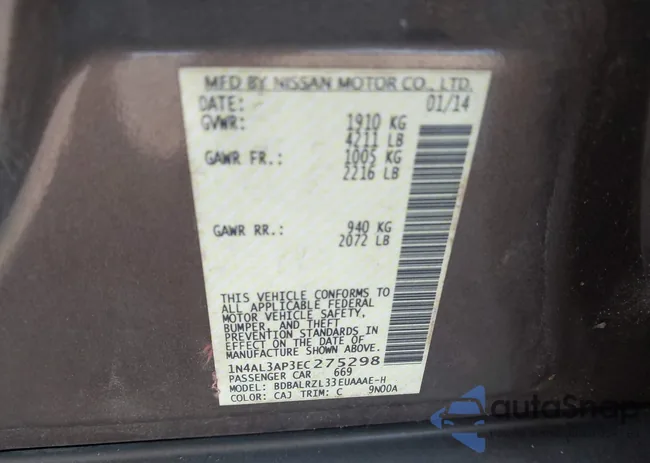 MFD BY NISSAN MOTOR CO., LTD.
DATE: 01/14
GVWR: 1910 KG
4211 LB
GAWR FR.: 1005 KG
2216 LB
GAWR RR.: 940 KG
2072 LB
THIS VEHICLE CONFORMS TO
ALL APPLICABLE FEDERAL
MOTOR VEHICLE SAFETY,
BUMPER, AND THEFT
PREVENTION STANDARDS IN
EFFECT ON THE DATE OF
MANUFACTURE SHOWN ABOVE.
1N4AL3AP3EC275298
PASSENGER CAR 669
MODEL: BDBALRZL33EUAAAE-H
COLOR: CAJ TRIM: C 9N00A
autoSnap